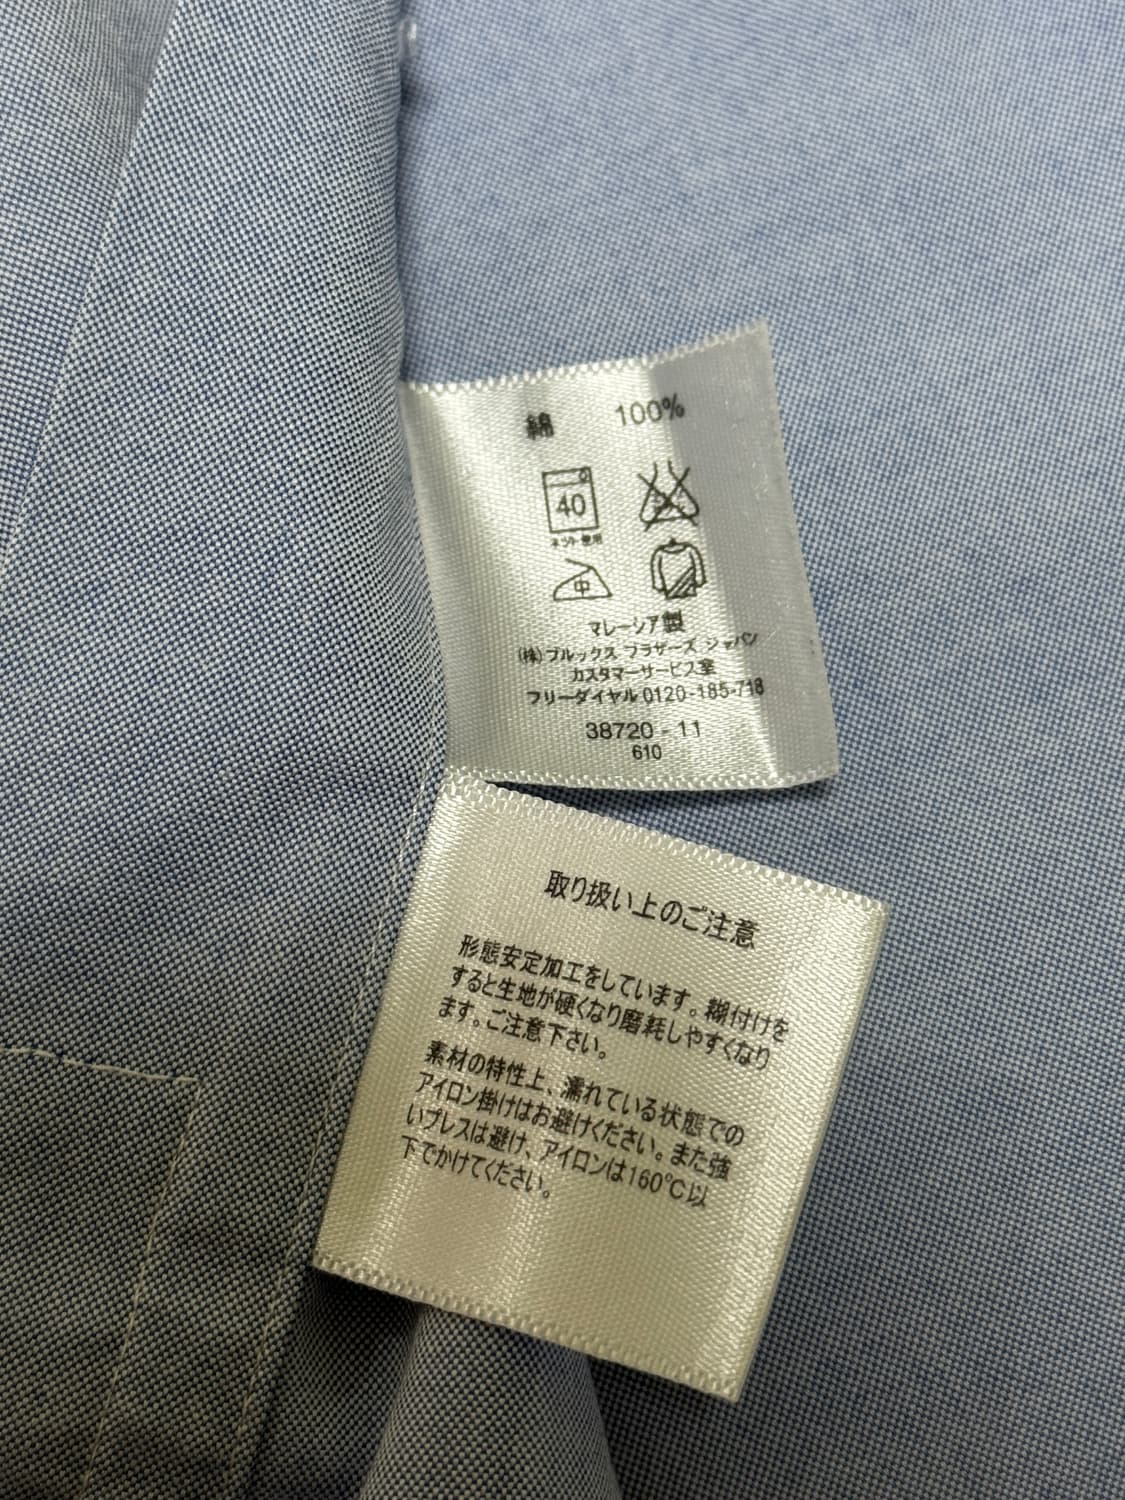 綿 100%
40
ネット使用
中
マレーシア製
(株)ブルックス ブラザーズ ジャパン
カスタマーサービス室
フリーダイヤル 0120-185-718
38720 - 11
610
取り扱い上のご注意
形態安定加工をしています。糊付けを
すると生地が硬くなり磨耗しやすくなり
ます。ご注意下さい。
素材の特性上、濡れている状態での
アイロン掛けはお避けください。また強
いプレスは避け、アイロンは160℃以
下でかけてください。